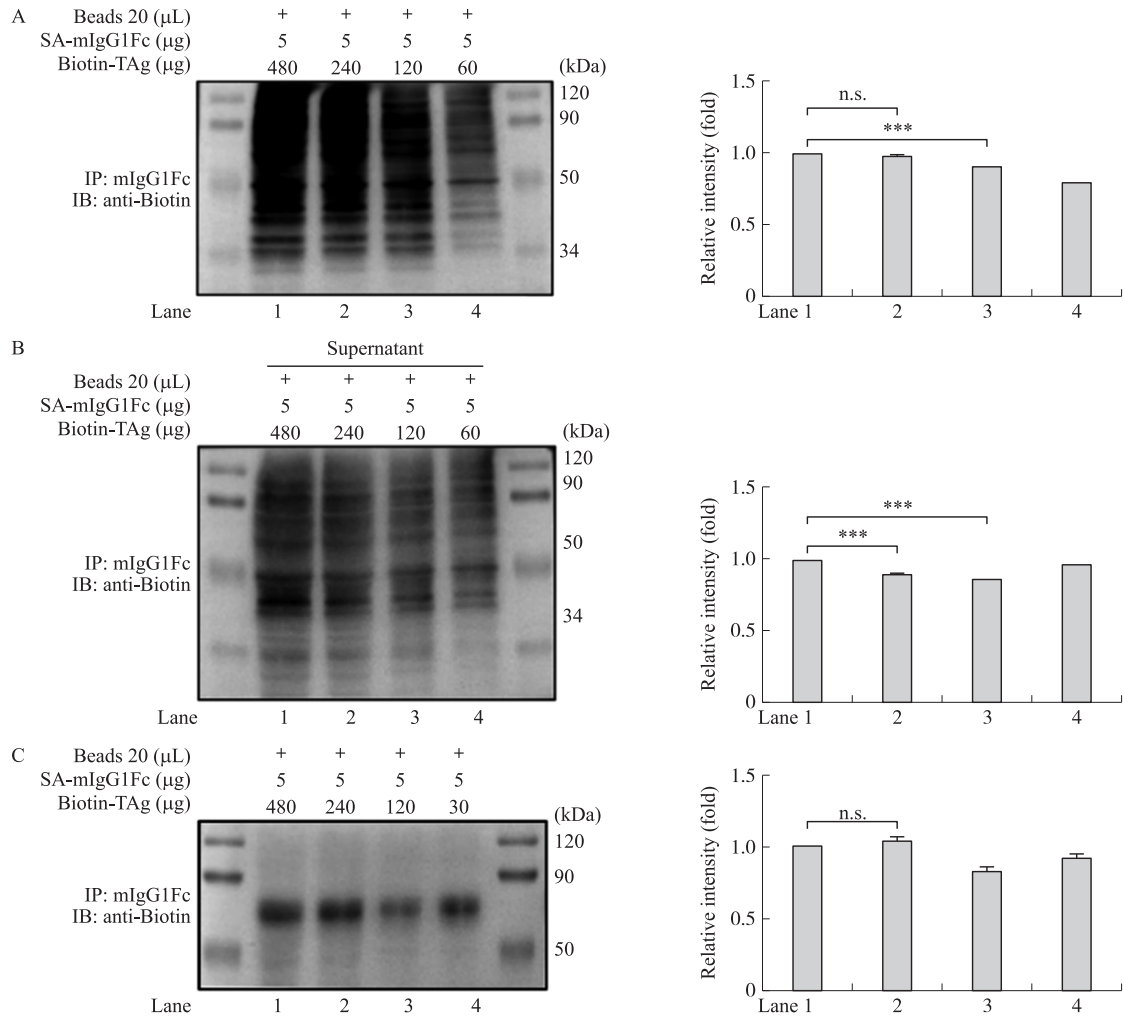 A
Beads 20 (μL) + + + +
SA-mIgG1Fc (μg) 5 5 5 5
Biotin-TAg (μg) 480 240 120 60 (kDa)
120
90
50
34
IP: mIgG1Fc
IB: anti-Biotin
Lane 1 2 3 4
Relative intensity (fold)
1.5
1.0
0.5
0
n.s.
***
Lane 1 2 3 4
B
Supernatant
Beads 20 (μL) + + + +
SA-mIgG1Fc (μg) 5 5 5 5
Biotin-TAg (μg) 480 240 120 60 (kDa)
120
90
50
34
IP: mIgG1Fc
IB: anti-Biotin
Lane 1 2 3 4
Relative intensity (fold)
1.5
1.0
0.5
0
***
***
Lane 1 2 3 4
C
Beads 20 (μL) + + + +
SA-mIgG1Fc (μg) 5 5 5 5
Biotin-TAg (μg) 480 240 120 30 (kDa)
120
90
50
IP: mIgG1Fc
IB: anti-Biotin
Lane 1 2 3 4
Relative intensity (fold)
1.5
1.0
0.5
0
n.s.
Lane 1 2 3 4